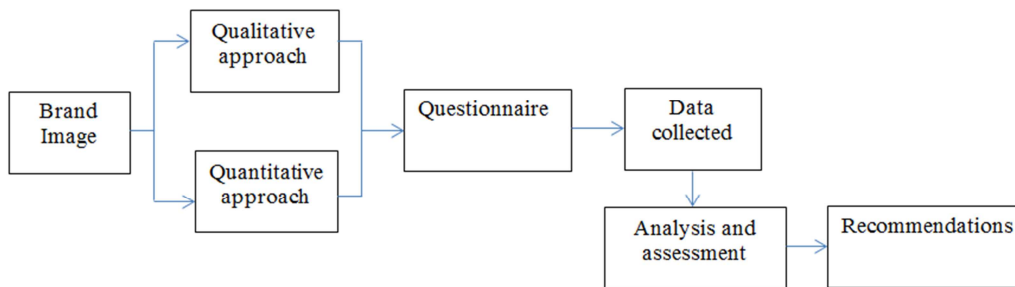 Brand
Image
Qualitative
approach
Quantitative
approach
Questionnaire
Data
collected
Analysis and
assessment
Recommendations